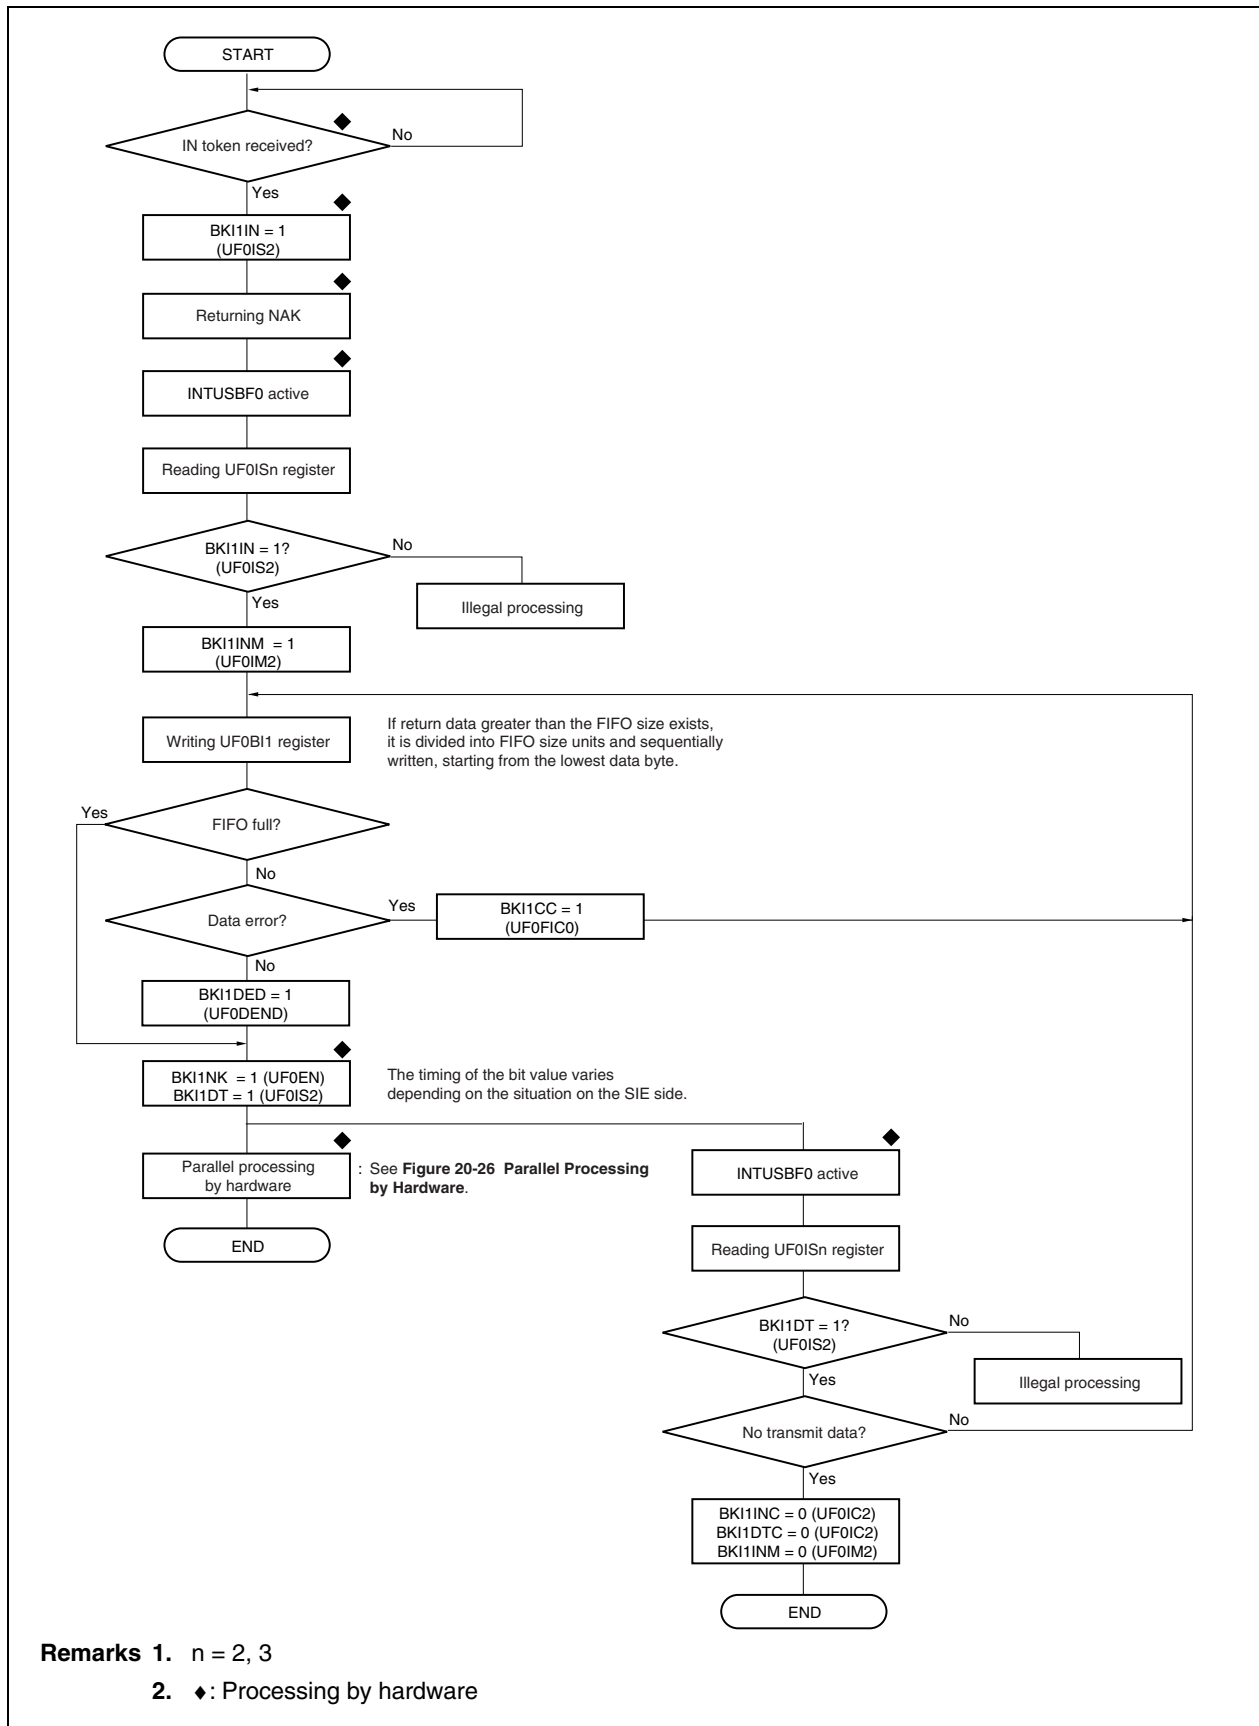 START
IN token received?
No
Yes
BKI1IN = 1
(UF0IS2)
Returning NAK
INTUSBF0 active
Reading UF0ISn register
BKI1IN = 1?
(UF0IS2)
No
Illegal processing
Yes
BKI1INM = 1
(UF0IM2)
Writing UF0BI1 register
If return data greater than the FIFO size exists,
it is divided into FIFO size units and sequentially
written, starting from the lowest data byte.
Yes
FIFO full?
No
Data error?
Yes
BKI1CC = 1
(UF0FIC0)
No
BKI1DED = 1
(UF0DEND)
BKI1NK = 1 (UF0EN)
BKI1DT = 1 (UF0IS2)
The timing of the bit value varies
depending on the situation on the SIE side.
Parallel processing
by hardware
: See Figure 20-26 Parallel Processing
by Hardware.
END
INTUSBF0 active
Reading UF0ISn register
BKI1DT = 1?
(UF0IS2)
No
Illegal processing
Yes
No transmit data?
No
Yes
BKI1INC = 0 (UF0IC2)
BKI1DTC = 0 (UF0IC2)
BKI1INM = 0 (UF0IM2)
END
Remarks 1. n = 2, 3
2. ♦: Processing by hardware